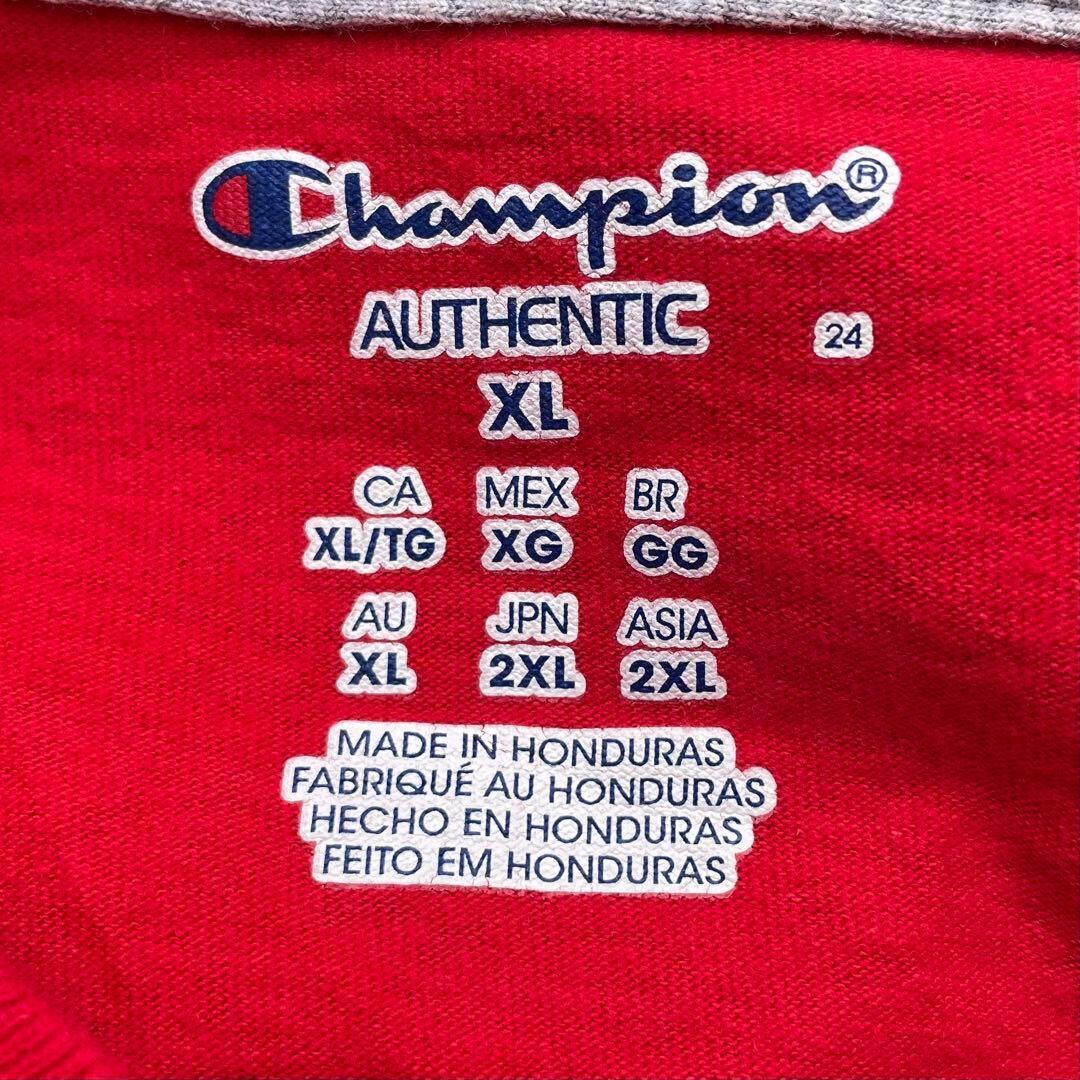 Champion®
AUTHENTIC
24
XL
CA MEX BR
XL/TG XG GG
AU JPN ASIA
XL 2XL 2XL
MADE IN HONDURAS
FABRIQUÉ AU HONDURAS
HECHO EN HONDURAS
FEITO EM HONDURAS